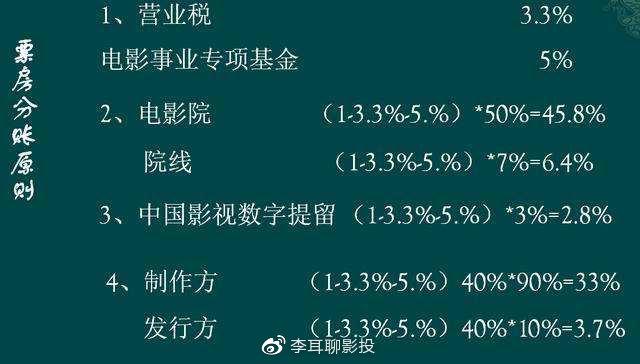 票房分账原则
1、营业税 3.3%
电影事业专项基金 5%
2、电影院 （1-3.3%-5.%）*50%=45.8%
院线 （1-3.3%-5.%）*7%=6.4%
3、中国影视数字提留 （1-3.3%-5.%）*3%=2.8%
4、制作方 （1-3.3%-5.%）40%*90%=33%
发行方 （1-3.3%-5.%）40%*10%=3.7%
李耳聊影投